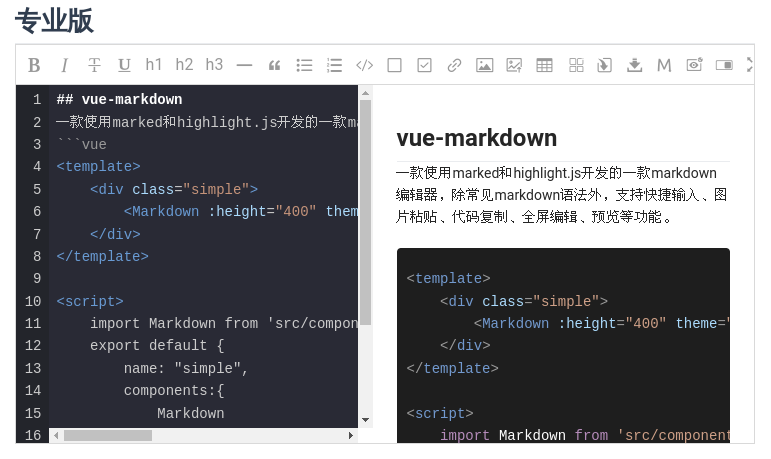 专业版
B I T U h1 h2 h3 — “ </> M
1 ## vue-markdown
2 一款使用marked和highlight.js开发的一款ma
3 ```vue
4 <template>
5 <div class="simple">
6 <Markdown :height="400" them
7 </div>
8 </template>
9
10 <script>
11 import Markdown from 'src/compon
12 export default {
13 name: "simple",
14 components:{
15 Markdown
16
vue-markdown
一款使用marked和highlight.js开发的一款markdown
编辑器，除常见markdown语法外，支持快捷输入、图
片粘贴、代码复制、全屏编辑、预览等功能。
<template>
<div class="simple">
<Markdown :height="400" theme="
</div>
</template>
<script>
import Markdown from 'src/component